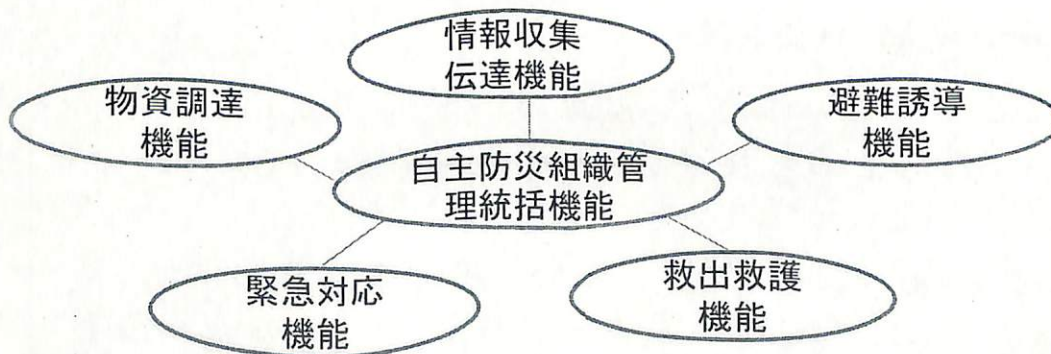 情報収集
伝達機能
物資調達
機能
避難誘導
機能
自主防災組織管
理統括機能
緊急対応
機能
救出救護
機能